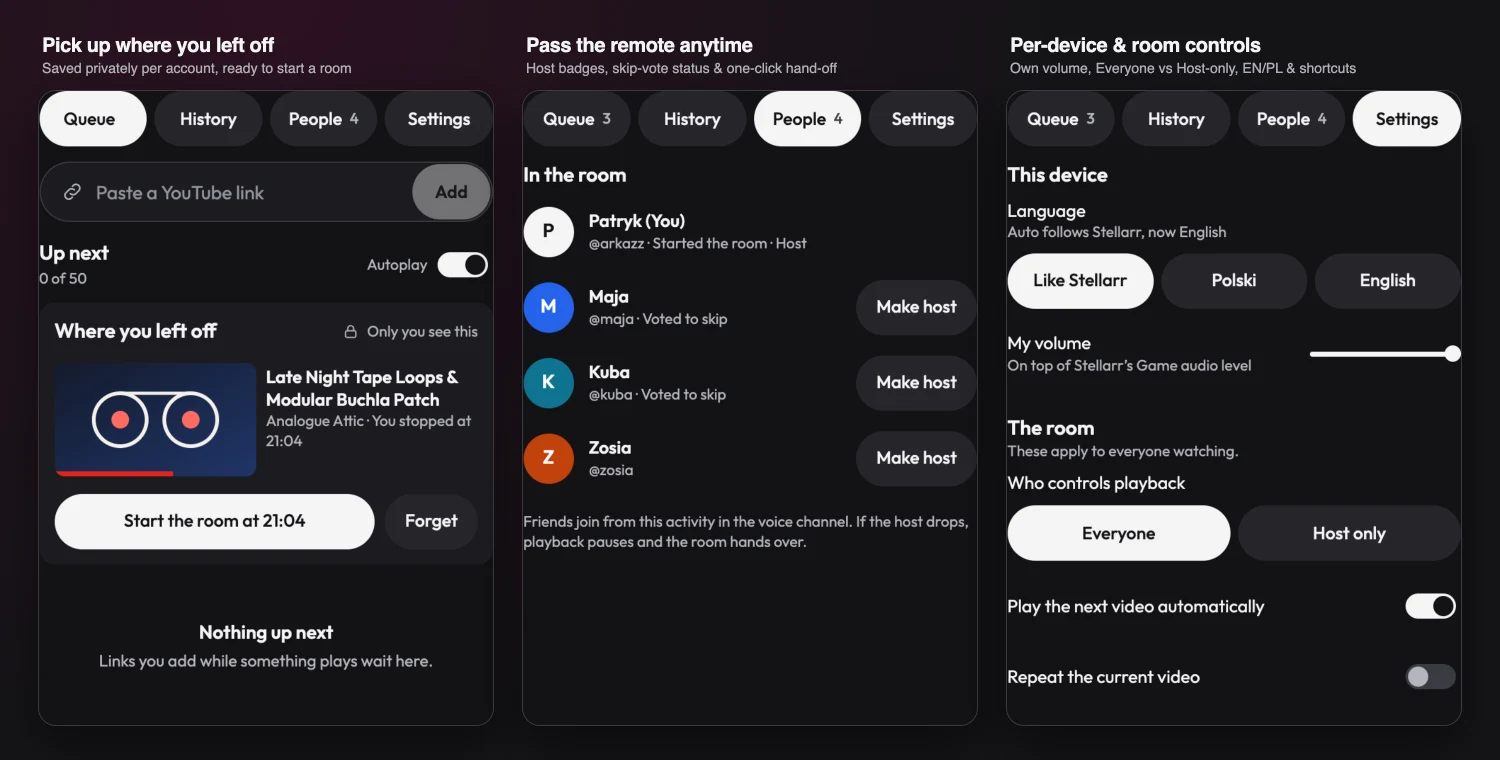 Pick up where you left off
Saved privately per account, ready to start a room
Queue
History
People 4
Settings
Paste a YouTube link
Add
Up next
0 of 50
Autoplay
Where you left off
Only you see this
Late Night Tape Loops &
Modular Buchla Patch
Analogue Attic · You stopped at
21:04
Start the room at 21:04
Forget
Nothing up next
Links you add while something plays wait here.
Pass the remote anytime
Host badges, skip-vote status & one-click hand-off
Queue 3
History
People 4
Settings
In the room
P
Patryk (You)
@arkazz · Started the room · Host
M
Maja
@maja · Voted to skip
Make host
K
Kuba
@kuba · Voted to skip
Make host
Z
Zosia
@zosia
Make host
Friends join from this activity in the voice channel. If the host drops,
playback pauses and the room hands over.
Per-device & room controls
Own volume, Everyone vs Host-only, EN/PL & shortcuts
Queue 3
History
People 4
Settings
This device
Language
Auto follows Stellarr, now English
Like Stellarr
Polski
English
My volume
On top of Stellarr's Game audio level
The room
These apply to everyone watching.
Who controls playback
Everyone
Host only
Play the next video automatically
Repeat the current video